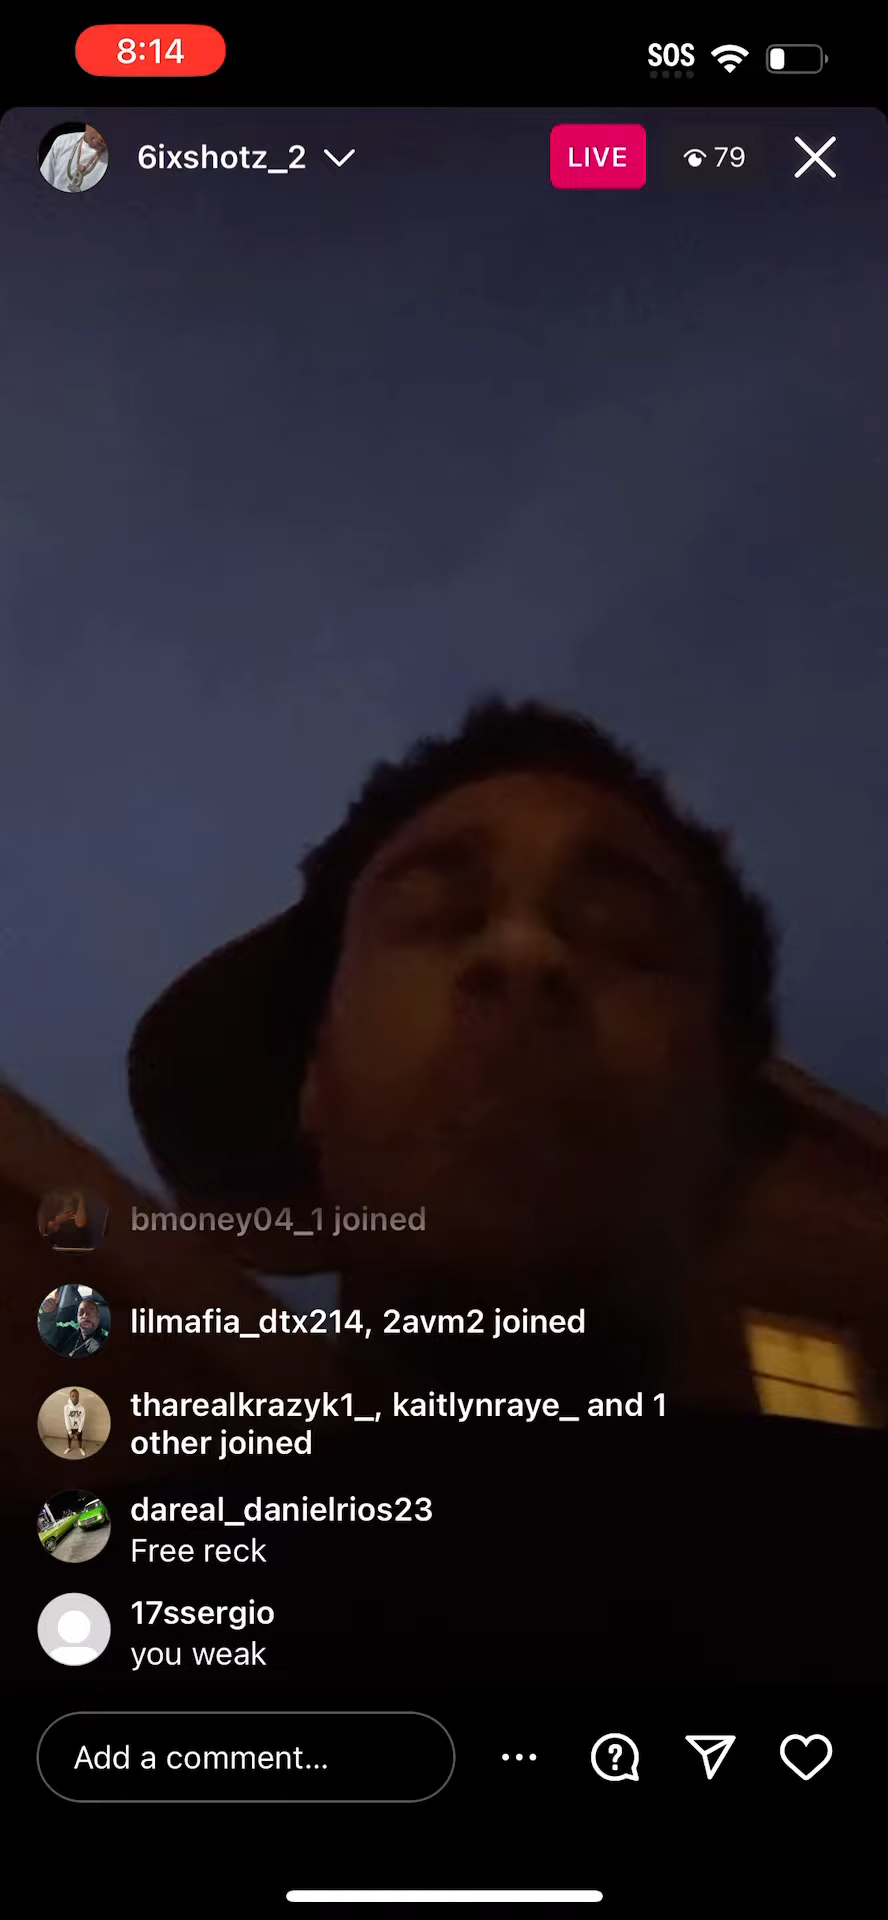 8:14
SOS
6ixshotz_2
LIVE
79
bmoney04_1 joined
lilmafia_dtx214, 2avm2 joined
tharealkrazyk1_, kaitlynraye_ and 1
other joined
dareal_danielrios23
Free reck
17ssergio
you weak
Add a comment...